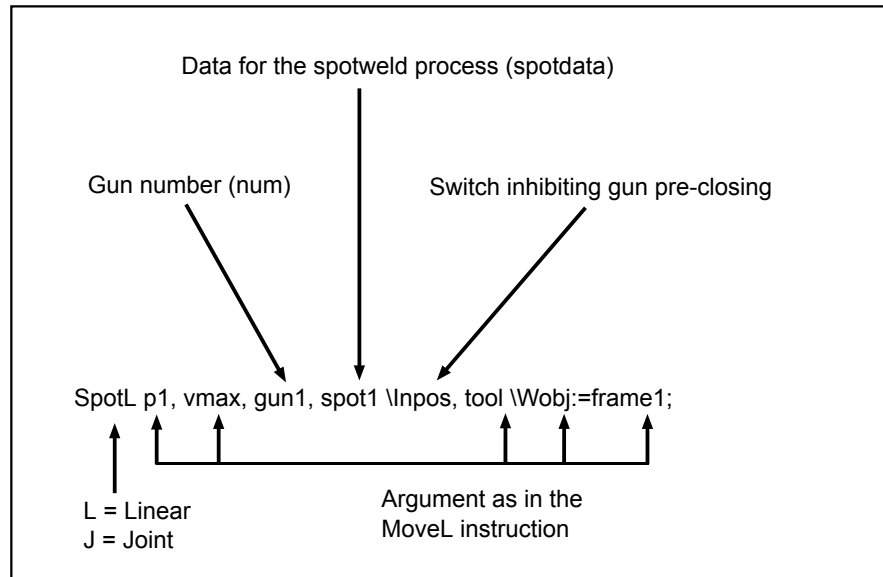 Data for the spotweld process (spotdata)
Gun number (num)
Switch inhibiting gun pre-closing
SpotL p1, vmax, gun1, spot1 \Inpos, tool \Wobj:=frame1;
L = Linear
J = Joint
Argument as in the
MoveL instruction